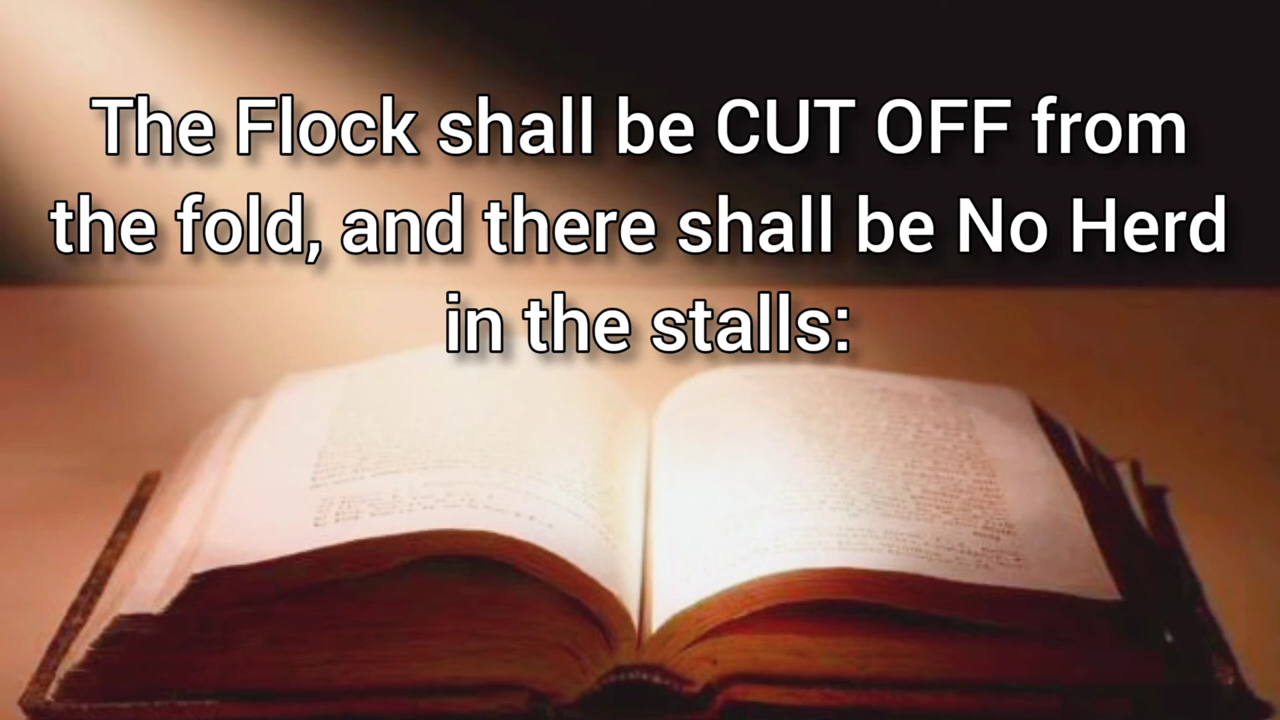 The Flock shall be CUT OFF from
the fold, and there shall be No Herd
in the stalls: